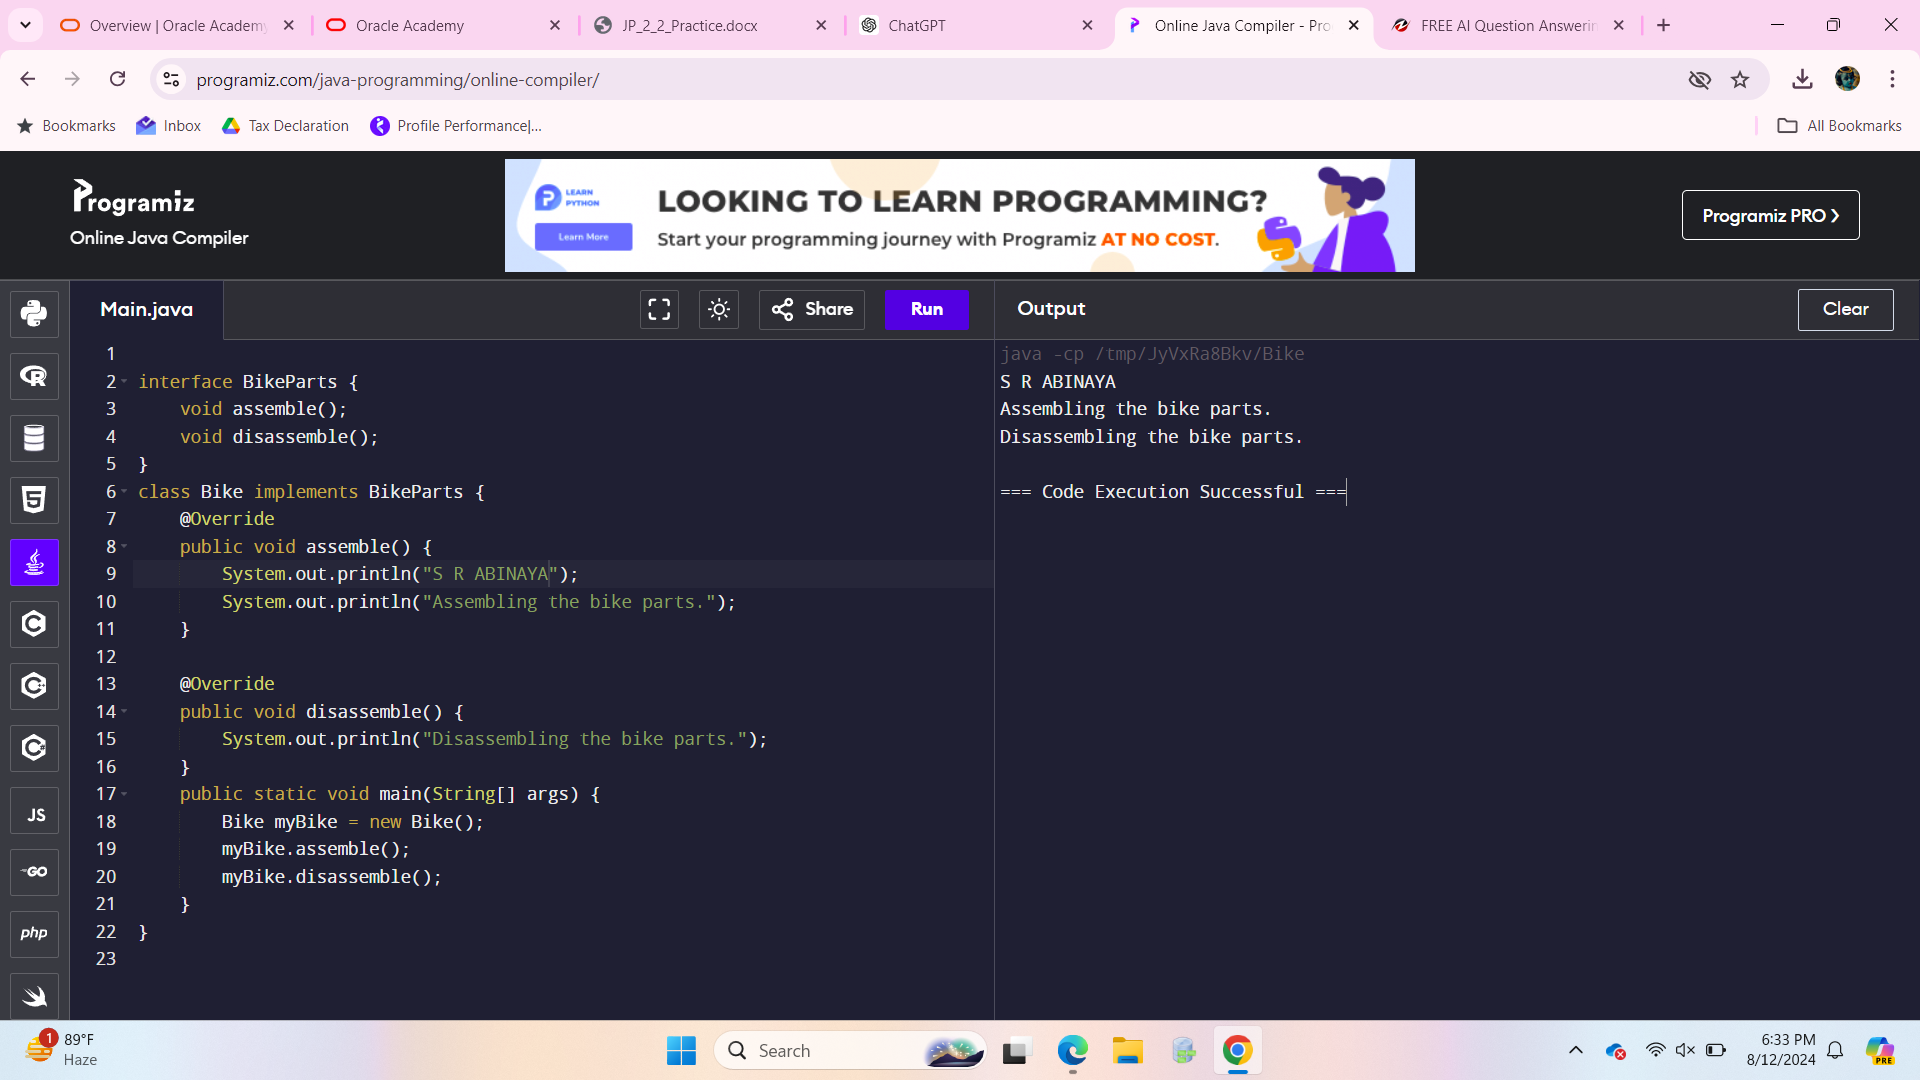 Overview | Oracle Academy
Oracle Academy
JP_2_2_Practice.docx
ChatGPT
Online Java Compiler - Pro
FREE AI Question Answerin
programiz.com/java-programming/online-compiler/
Bookmarks
Inbox
Tax Declaration
Profile Performance|...
All Bookmarks
Programiz
Online Java Compiler
LEARN
PYTHON
Learn More
LOOKING TO LEARN PROGRAMMING?
Start your programming journey with Programiz AT NO COST.
Programiz PRO >
Main.java
Share
Run
Output
Clear
1
2 interface BikeParts {
3 void assemble();
4 void disassemble();
5 }
6 class Bike implements BikeParts {
7 @Override
8 public void assemble() {
9 System.out.println("S R ABINAYA");
10 System.out.println("Assembling the bike parts.");
11 }
12
13 @Override
14 public void disassemble() {
15 System.out.println("Disassembling the bike parts.");
16 }
17 public static void main(String[] args) {
18 Bike myBike = new Bike();
19 myBike.assemble();
20 myBike.disassemble();
21 }
22 }
23
java -cp /tmp/JyVxRa8Bkv/Bike
S R ABINAYA
Assembling the bike parts.
Disassembling the bike parts.
=== Code Execution Successful ===
R
5
C
C++
C#
JS
GO
php
1
89°F
Haze
Search
6:33 PM
8/12/2024
PRE